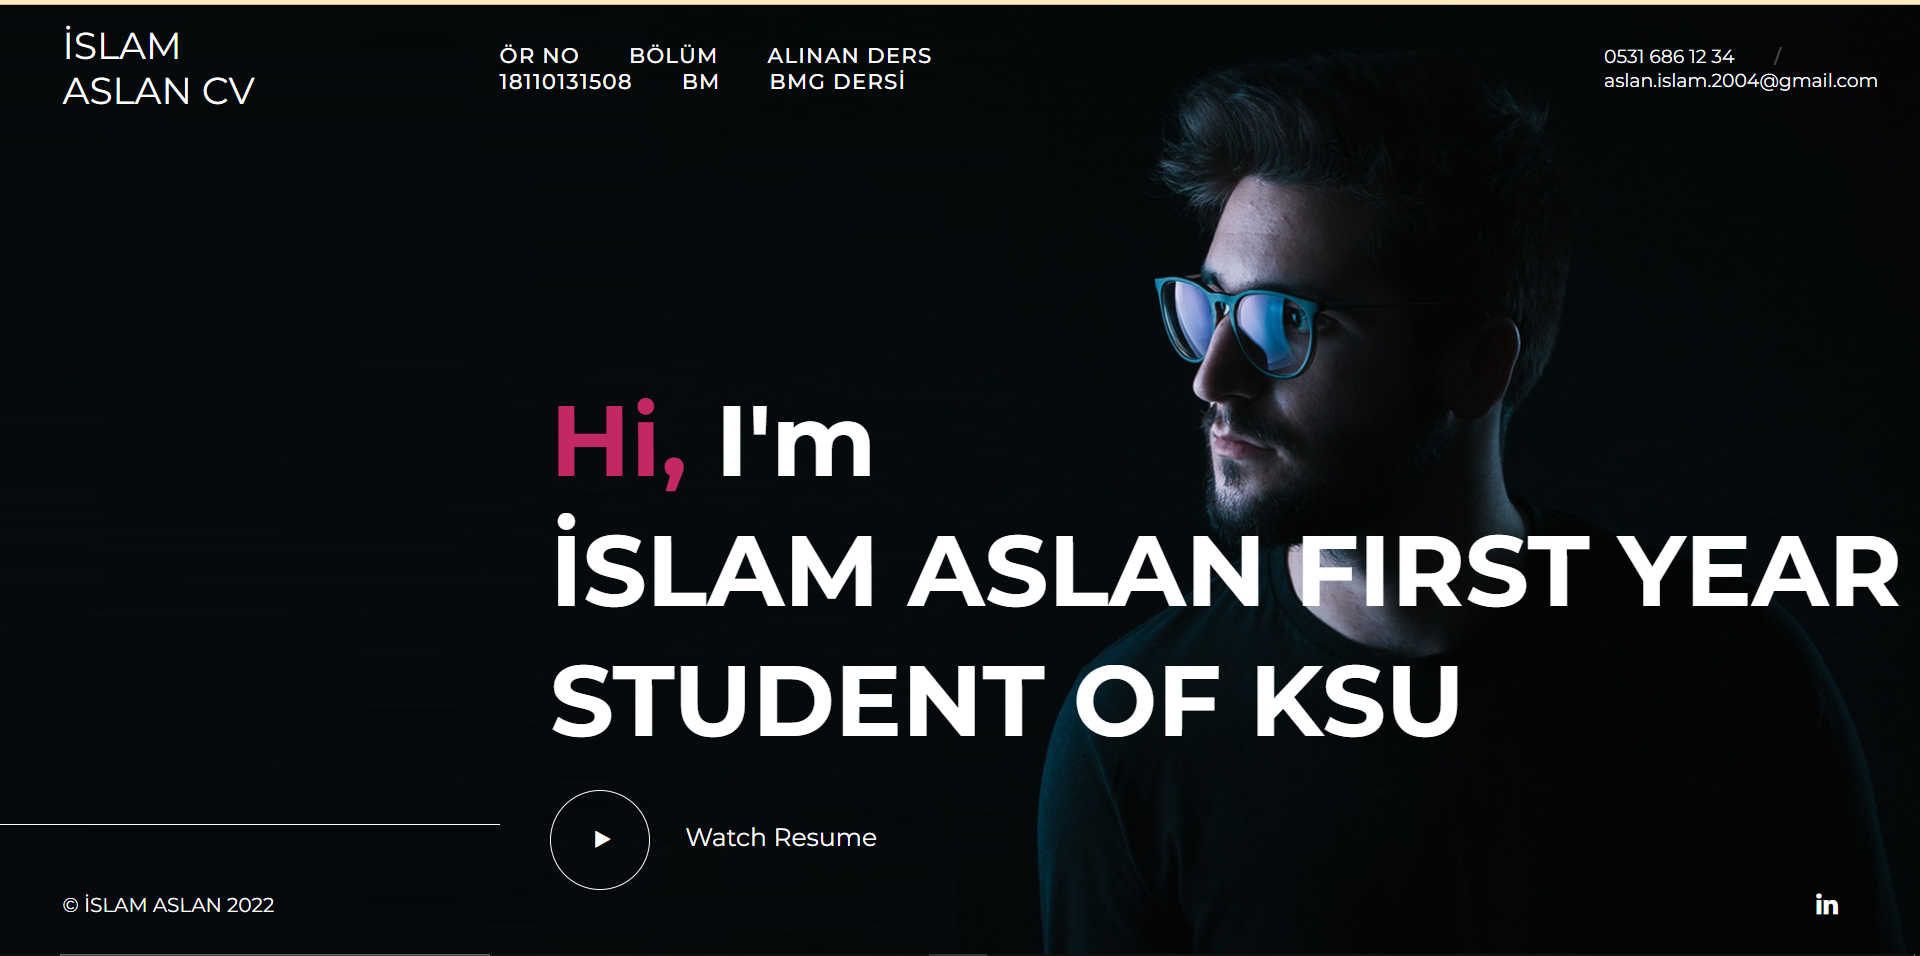 İSLAM
ASLAN CV
ÖR NO BÖLÜM ALINAN DERS
18110131508 BM BMG DERSİ
0531 686 12 34 /
aslan.islam.2004@gmail.com
Hi, I'm
İSLAM ASLAN FIRST YEAR
STUDENT OF KSU
Watch Resume
© İSLAM ASLAN 2022
in